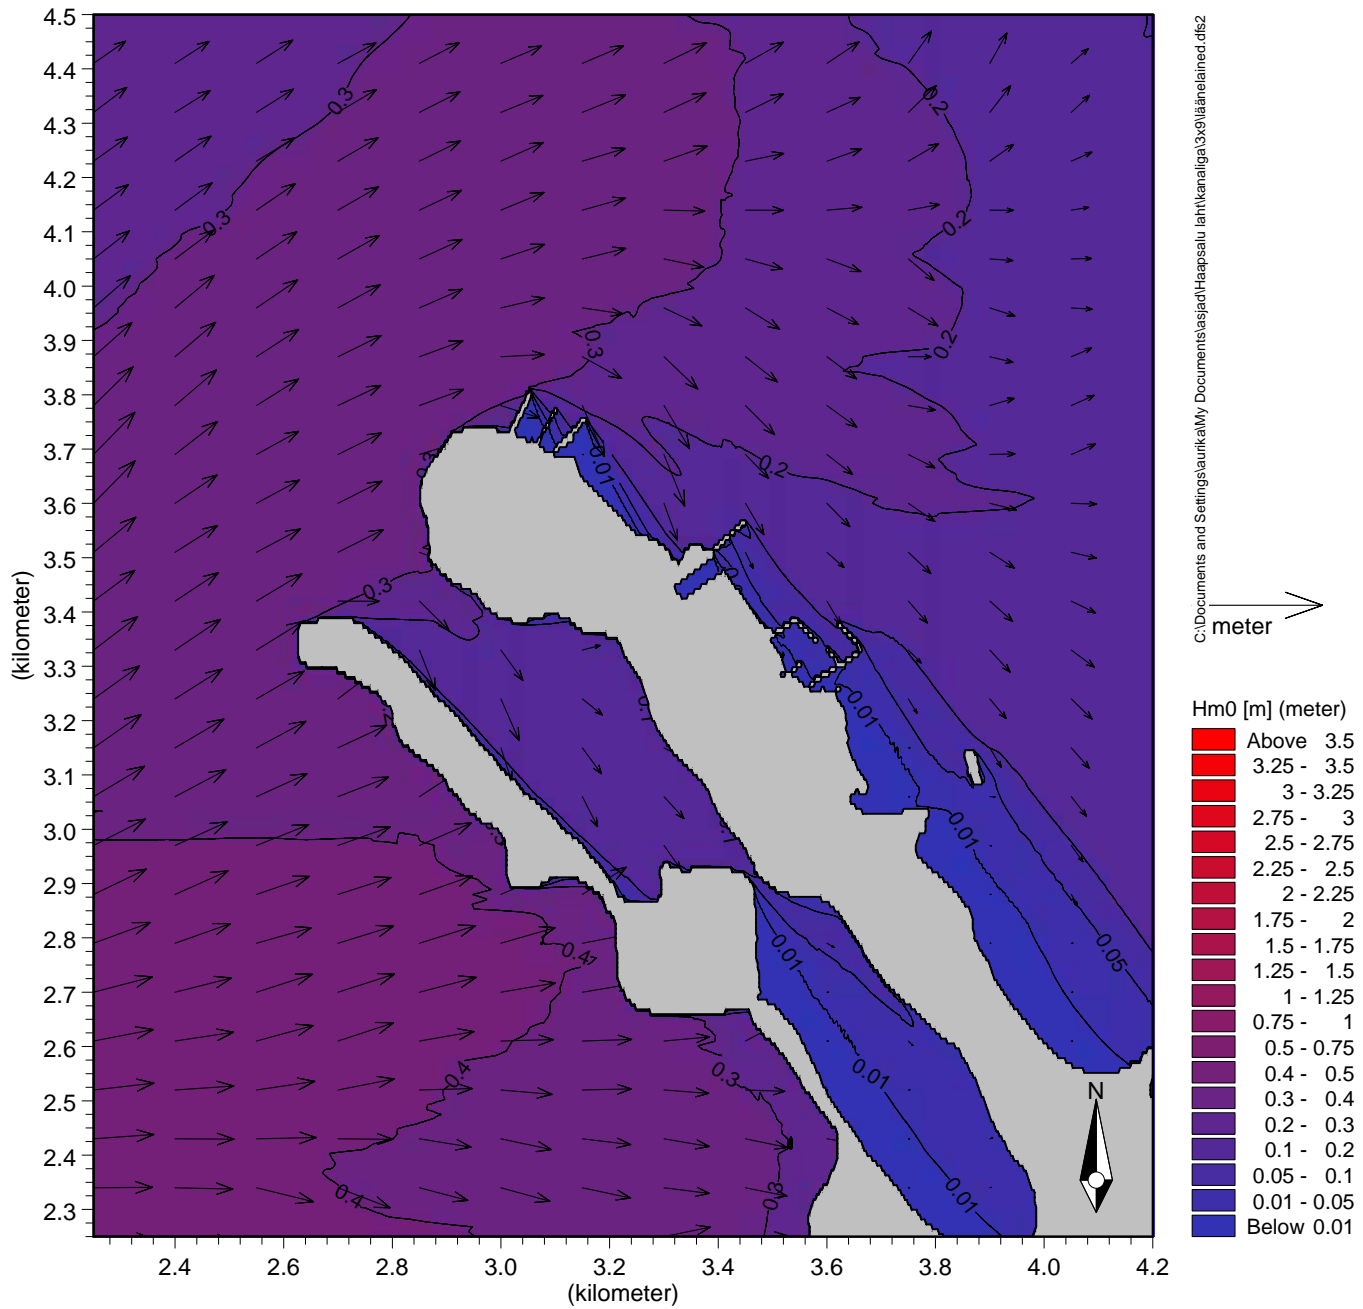 4.5
4.4
4.3
4.2
4.1
4.0
3.9
3.8
3.7
3.6
3.5
3.4
3.3
3.2
3.1
3.0
2.9
2.8
2.7
2.6
2.5
2.4
2.3
(kilometer)
2.4 2.6 2.8 3.0 3.2 3.4 3.6 3.8 4.0 4.2
(kilometer)
0.3
0.2
0.3
0.2
0.3
0.2
0.3
0.01
0.2
0.3
0.01
0.01
0.05
0.01
0.4
0.01
0.4
0.3
0.01
0.4
0.3
N
C:\Documents and Settings\aurika\My Documents\asjad\Haapsalu laht\kanaliga\3x9\läänelained.dfs2
meter
Hm0 [m] (meter)
Above 3.5
3.25 - 3.5
3 - 3.25
2.75 - 3
2.5 - 2.75
2.25 - 2.5
2 - 2.25
1.75 - 2
1.5 - 1.75
1.25 - 1.5
1 - 1.25
0.75 - 1
0.5 - 0.75
0.4 - 0.5
0.3 - 0.4
0.2 - 0.3
0.1 - 0.2
0.05 - 0.1
0.01 - 0.05
Below 0.01